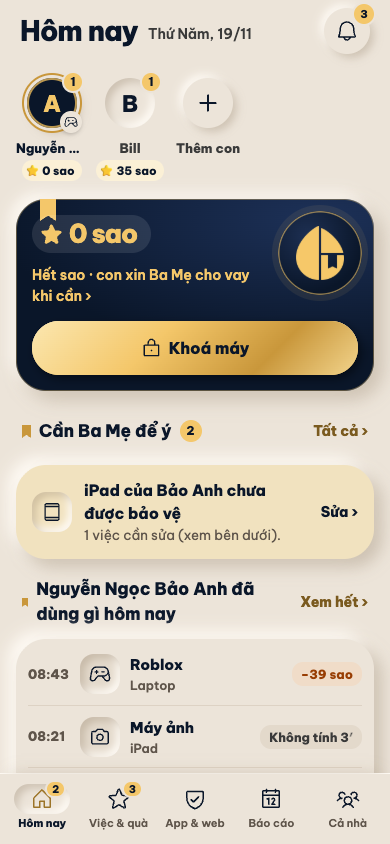 Hôm nay Thứ Năm, 19/11
3
A 1
B 1
Nguyễn ... Bill Thêm con
0 sao 35 sao
0 sao
Hết sao · con xin Ba Mẹ cho vay
khi cần ›
Khoá máy
Cần Ba Mẹ để ý 2 Tất cả ›
iPad của Bảo Anh chưa
được bảo vệ
Sửa ›
1 việc cần sửa (xem bên dưới).
Nguyễn Ngọc Bảo Anh đã
dùng gì hôm nay
Xem hết ›
08:43 Roblox −39 sao
Laptop
08:21 Máy ảnh Không tính 3′
iPad
2 3 12
Hôm nay Việc & quà App & web Báo cáo Cả nhà